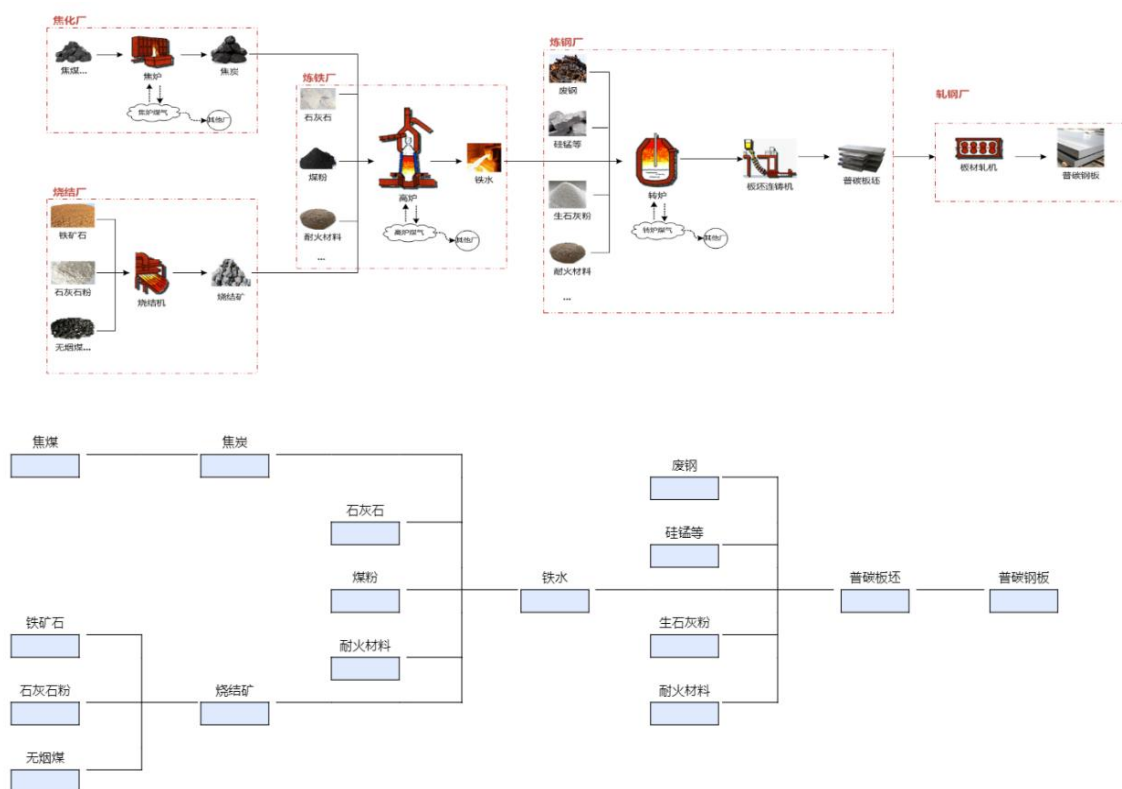 焦化厂
焦煤...
焦炉
焦炭
焦炉煤气
其他厂
烧结厂
铁矿石
石灰石粉
无烟煤...
烧结机
烧结矿
炼铁厂
石灰石
煤粉
耐火材料
...
高炉
高炉煤气
其他厂
铁水
炼钢厂
废钢
硅锰等
生石灰粉
耐火材料
...
转炉
转炉煤气
其他厂
板坯连铸机
普碳板坯
轧钢厂
板材轧机
普碳钢板
焦煤
焦炭
废钢
石灰石
硅锰等
煤粉
铁水
普碳板坯
普碳钢板
铁矿石
生石灰粉
耐火材料
石灰石粉
烧结矿
耐火材料
无烟煤